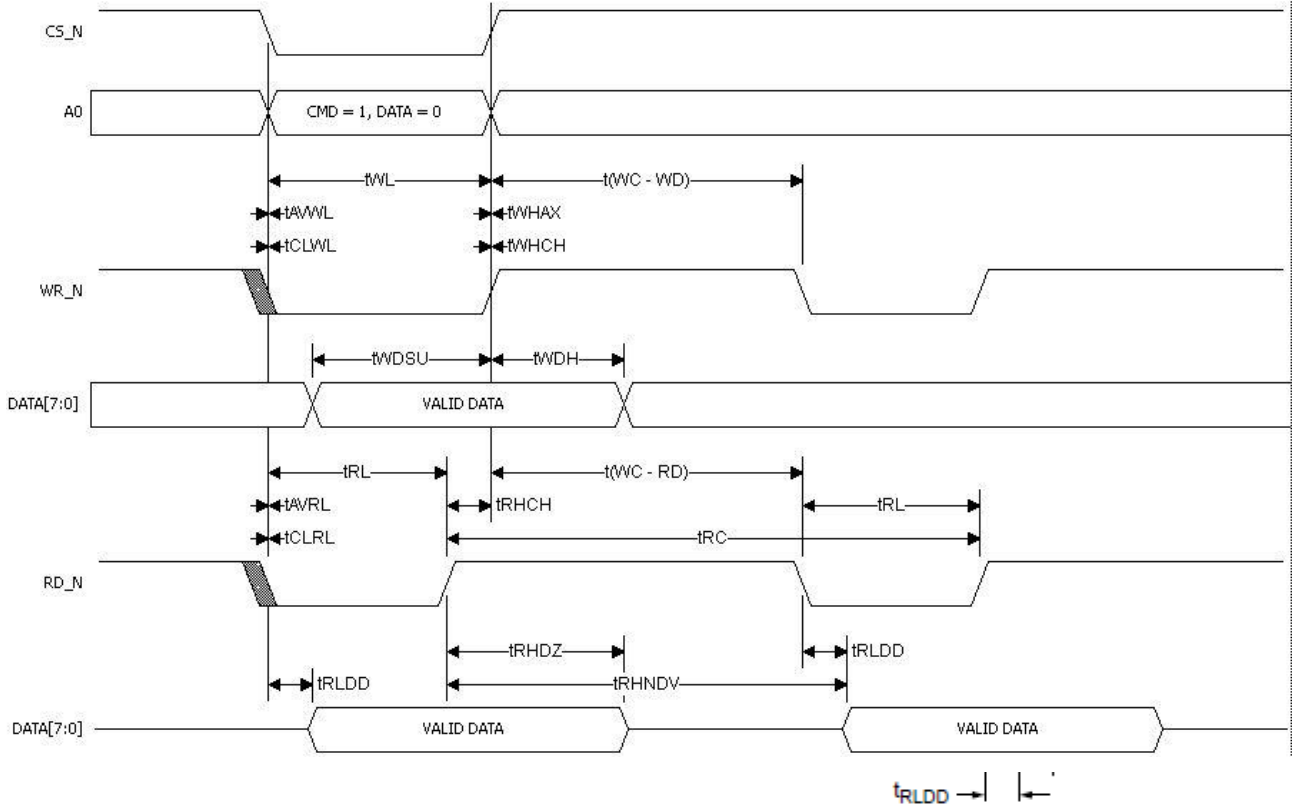 CS_N
A0
CMD = 1, DATA = 0
tWL
t(WC - WD)
tAVWL
tWHAX
tCLWL
tWHCH
WR_N
tWDSU
tWDH
DATA[7:0]
VALID DATA
tRL
t(WC - RD)
tAVRL
tRHCH
tRL
tCLRL
tRC
RD_N
tRHDZ
tRLDD
tRLDD
tRHNDV
DATA[7:0]
VALID DATA
VALID DATA
tRLDD